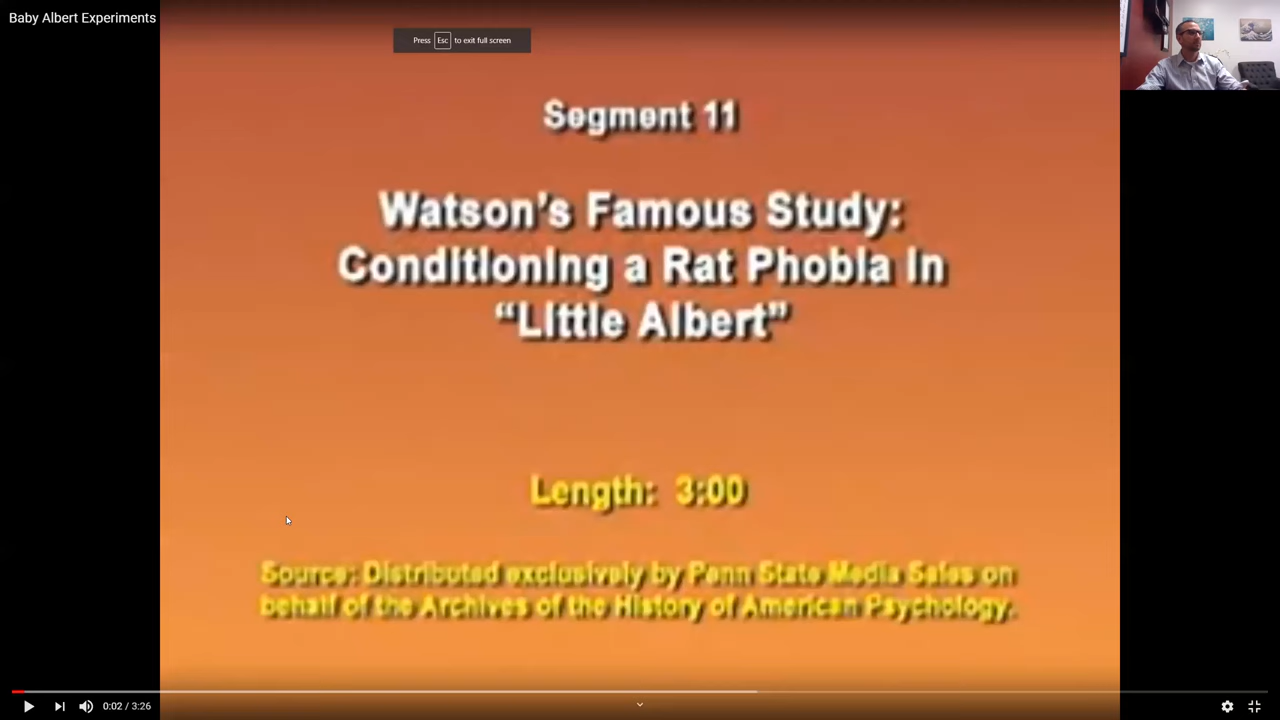 Baby Albert Experiments
Press Esc to exit full screen
Segment 11
Watson's Famous Study:
Conditioning a Rat Phobia in
“Little Albert”
Length: 3:00
Source: Distributed exclusively by Penn State Media Sales on
behalf of the Archives of the History of American Psychology.
0:02 / 3:26